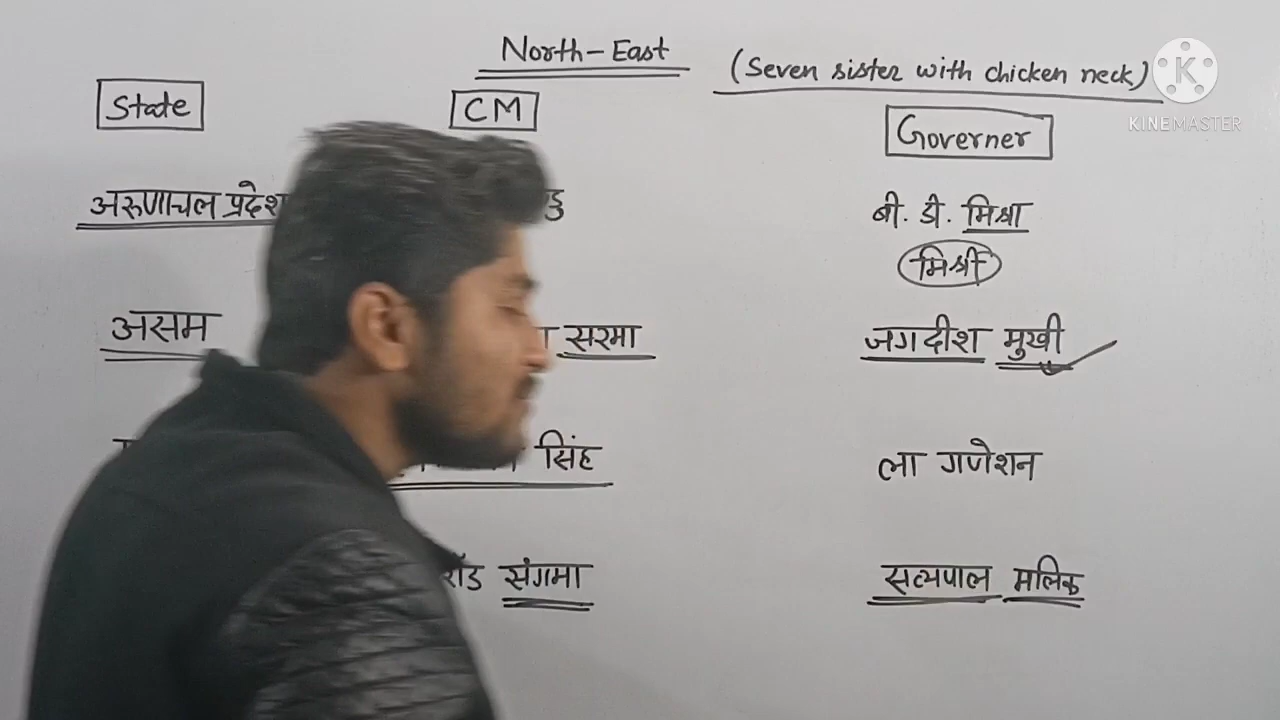 North-East (Seven sister with chicken neck)
K
KINEMASTER
State CM Governer
अरुणाचल प्रदेश बी. डी. मिश्रा
मिश्री
असम सरमा जगदीश मुखी
सिंह ला गणेशन
संगमा सत्यपाल मलिक